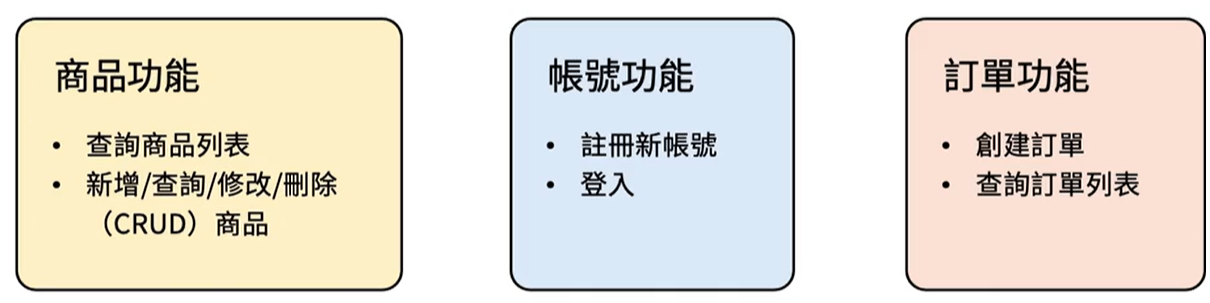 商品功能
• 查詢商品列表
• 新增/查詢/修改/刪除
（CRUD）商品
帳號功能
• 註冊新帳號
• 登入
訂單功能
• 創建訂單
• 查詢訂單列表